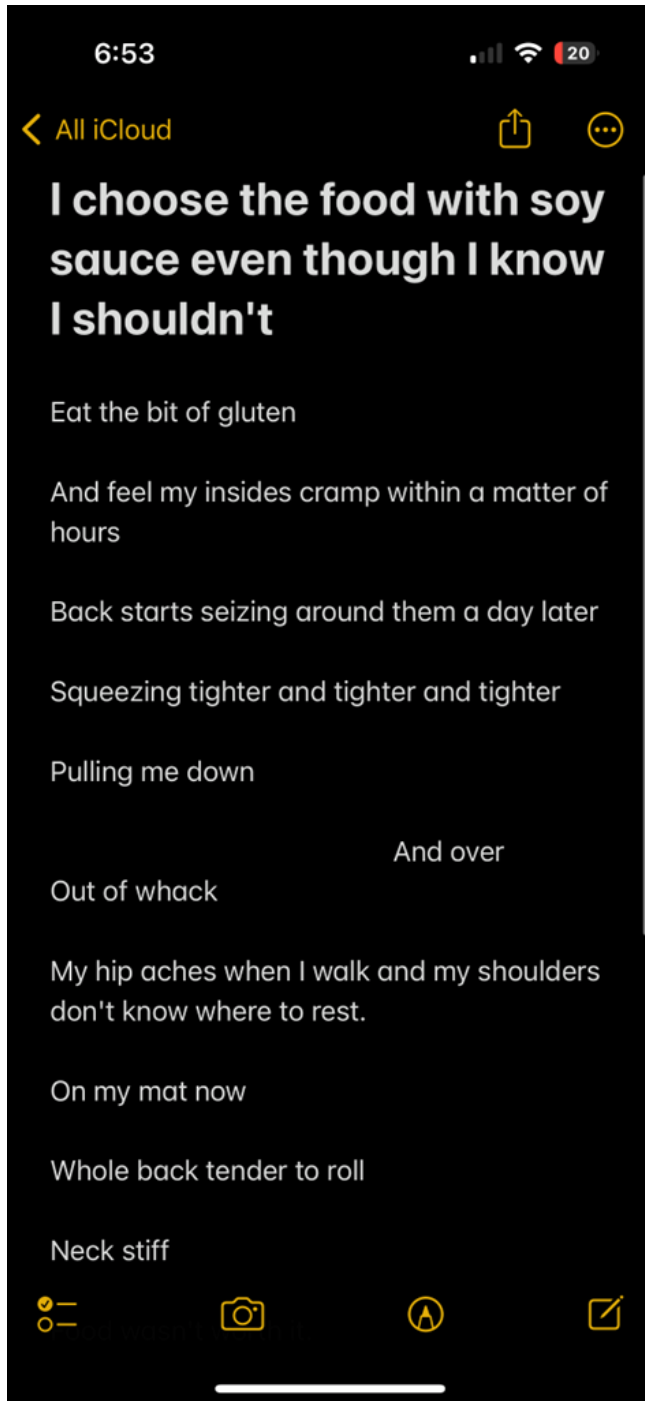 6:53
20
All iCloud
I choose the food with soy
sauce even though I know
I shouldn't
Eat the bit of gluten
And feel my insides cramp within a matter of
hours
Back starts seizing around them a day later
Squeezing tighter and tighter and tighter
Pulling me down
And over
Out of whack
My hip aches when I walk and my shoulders
don't know where to rest.
On my mat now
Whole back tender to roll
Neck stiff